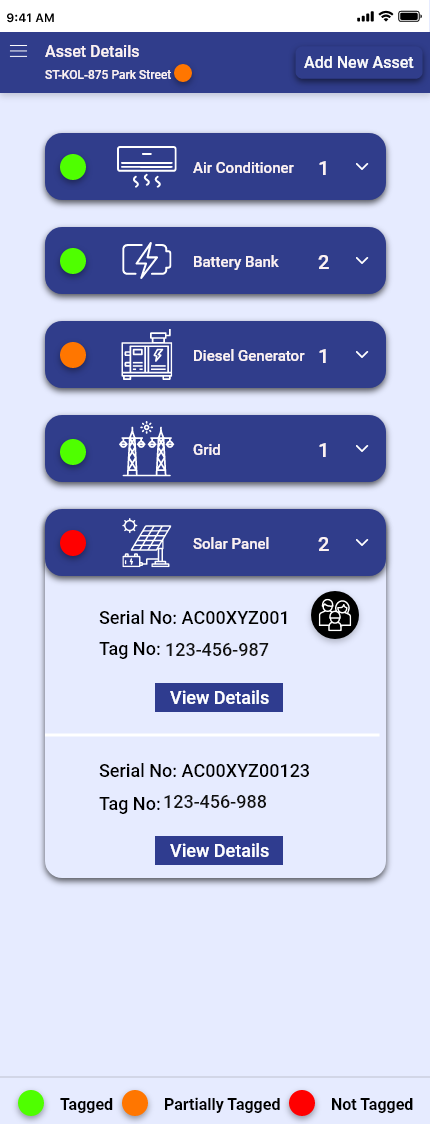 9:41 AM
Asset Details
ST-KOL-875 Park Street
Add New Asset
Air Conditioner 1
Battery Bank 2
Diesel Generator 1
Grid 1
Solar Panel 2
Serial No: AC00XYZ001
Tag No: 123-456-987
View Details
Serial No: AC00XYZ00123
Tag No: 123-456-988
View Details
Tagged Partially Tagged Not Tagged